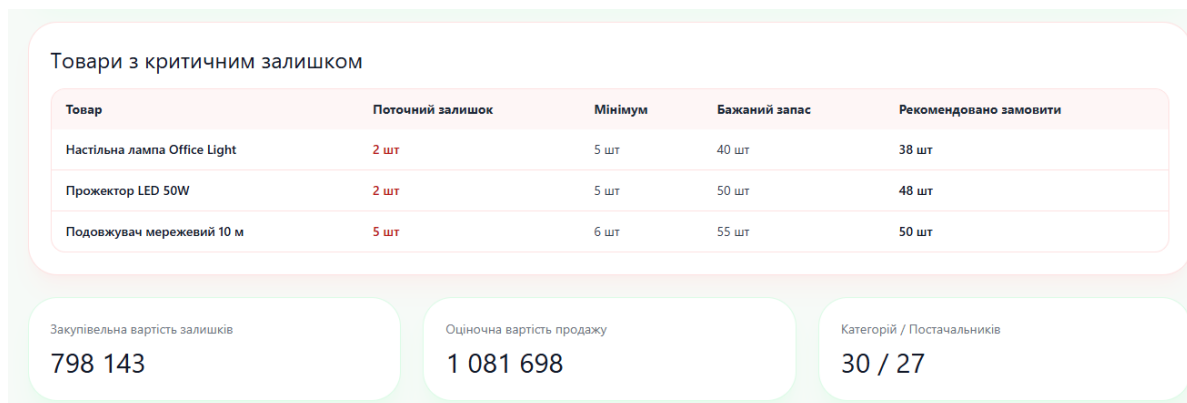 Товари з критичним залишком
Товар Поточний залишок Мінімум Бажаний запас Рекомендовано замовити
Настільна лампа Office Light 2 шт 5 шт 40 шт 38 шт
Прожектор LED 50W 2 шт 5 шт 50 шт 48 шт
Подовжувач мережевий 10 м 5 шт 6 шт 55 шт 50 шт
Закупівельна вартість залишків Оціночна вартість продажу Категорій / Постачальників
798 143 1 081 698 30 / 27